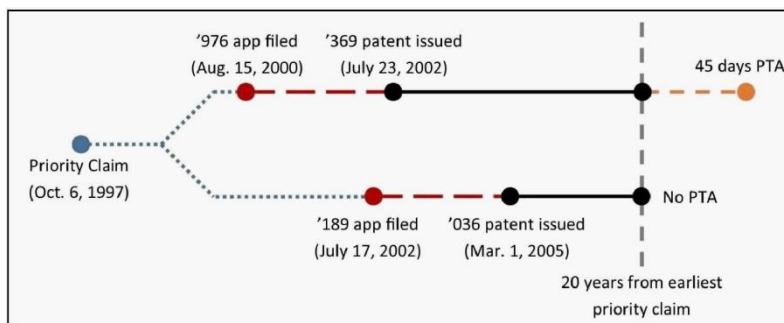 ’976 app filed
(Aug. 15, 2000)
’369 patent issued
(July 23, 2002)
45 days PTA
Priority Claim
(Oct. 6, 1997)
’189 app filed
(July 17, 2002)
’036 patent issued
(Mar. 1, 2005)
No PTA
20 years from earliest
priority claim